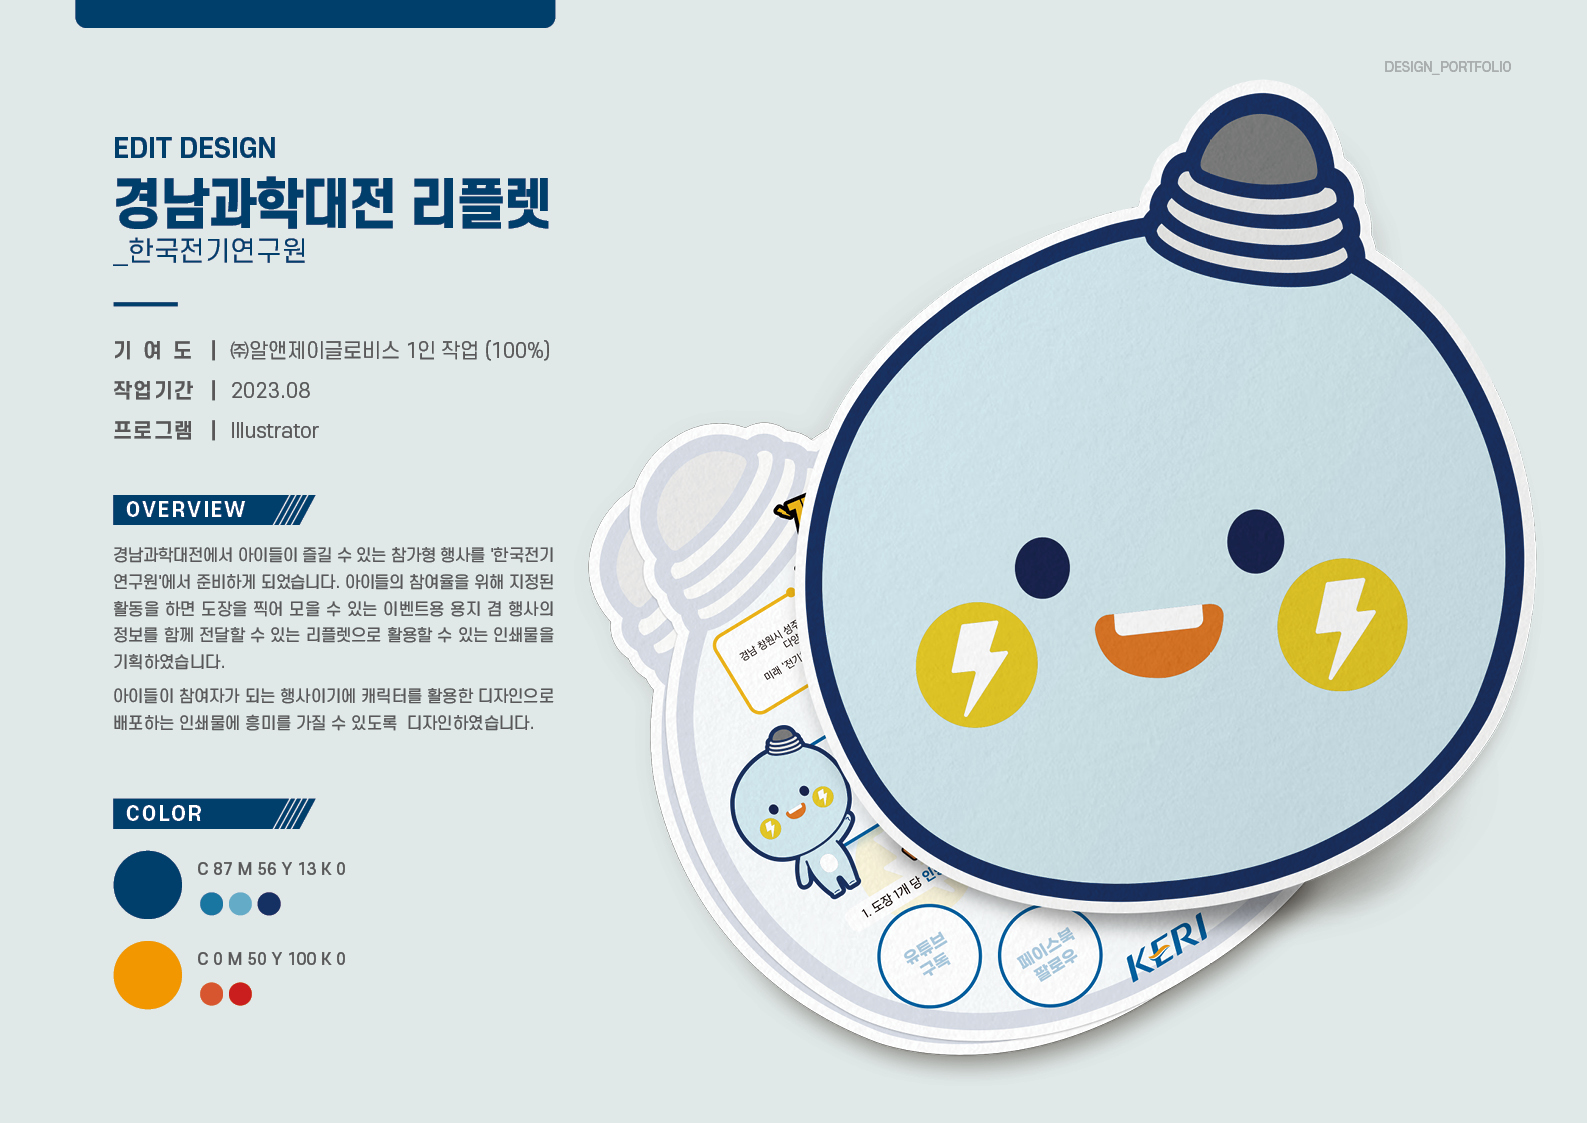 DESIGN_PORTFOLIO
EDIT DESIGN
경남과학대전 리플렛
_한국전기연구원
기 여 도 | ㈜알앤제이글로비스 1인 작업 (100%)
작업기간 | 2023.08
프로그램 | Illustrator
OVERVIEW
경남과학대전에서 아이들이 즐길 수 있는 참가형 행사를 '한국전기
연구원'에서 준비하게 되었습니다. 아이들의 참여율을 위해 지정된
활동을 하면 도장을 찍어 모을 수 있는 이벤트용 용지 겸 행사의
정보를 함께 전달할 수 있는 리플렛으로 활용할 수 있는 인쇄물을
기획하였습니다.
아이들이 참여자가 되는 행사이기에 캐릭터를 활용한 디자인으로
배포하는 인쇄물에 흥미를 가질 수 있도록 디자인하였습니다.
COLOR
C 87 M 56 Y 13 K 0
C 0 M 50 Y 100 K 0
경남 창원시 성주
다양
미래 '전기
1. 도장 1개 당
유튜브
구독
페이스북
팔로우
KERI